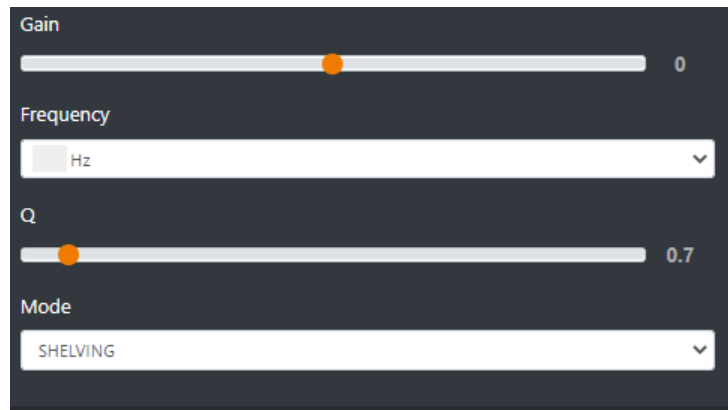 Gain
0
Frequency
Hz
Q
0.7
Mode
SHELVING